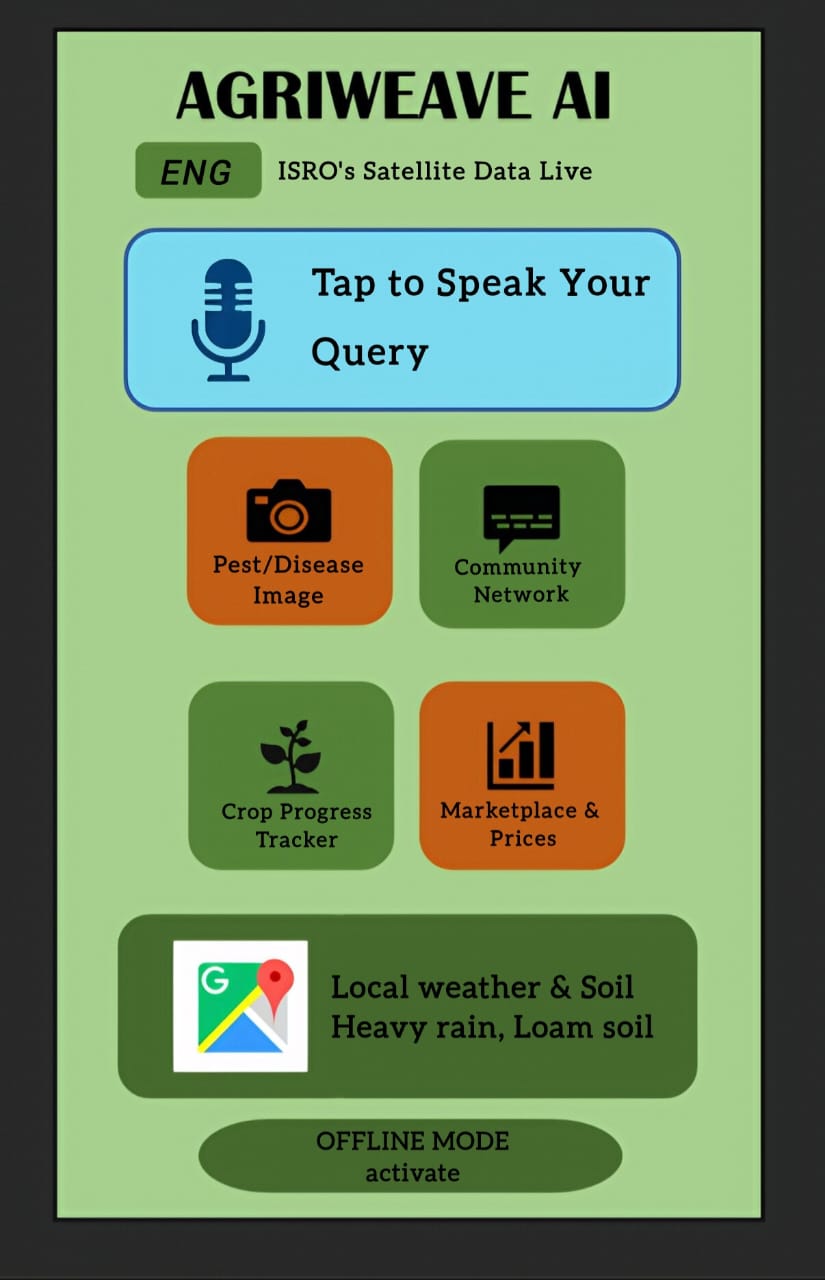 AGRIWEAVE AI
ENG
ISRO's Satellite Data Live
Tap to Speak Your
Query
Pest/Disease
Image
Community
Network
Crop Progress
Tracker
Marketplace &
Prices
G
Local weather & Soil
Heavy rain, Loam soil
OFFLINE MODE
activate